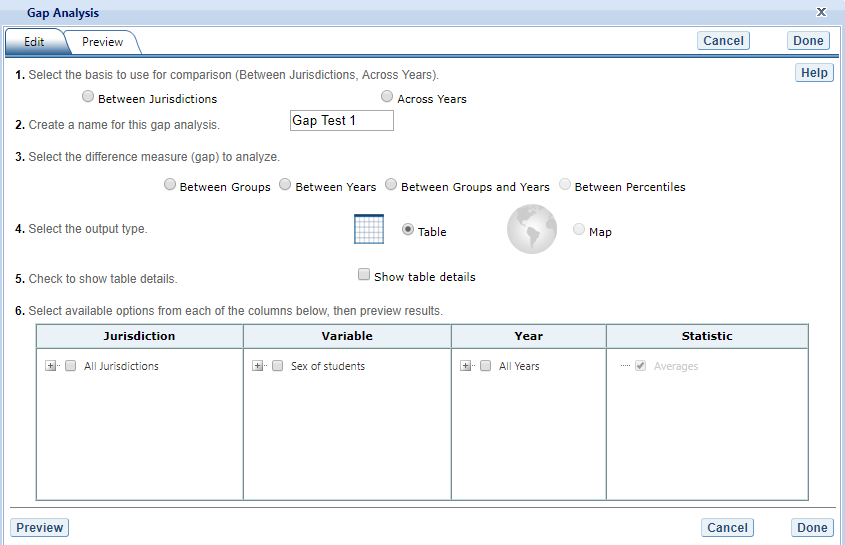 Gap Analysis X
Edit Preview Cancel Done
1. Select the basis to use for comparison (Between Jurisdictions, Across Years). Help
Between Jurisdictions Across Years
2. Create a name for this gap analysis. Gap Test 1
3. Select the difference measure (gap) to analyze.
Between Groups Between Years Between Groups and Years Between Percentiles
4. Select the output type. Table Map
5. Check to show table details. Show table details
6. Select available options from each of the columns below, then preview results.
Jurisdiction Variable Year Statistic
All Jurisdictions Sex of students All Years Averages
Preview Cancel Done